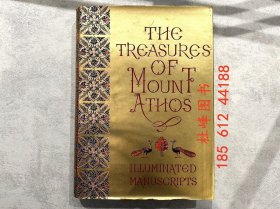 THE
TREASURES
OF
MOUNT
ATHOS
ILLUMINATED
MANUSCRIPTS
杜峰图书
185 612 44188